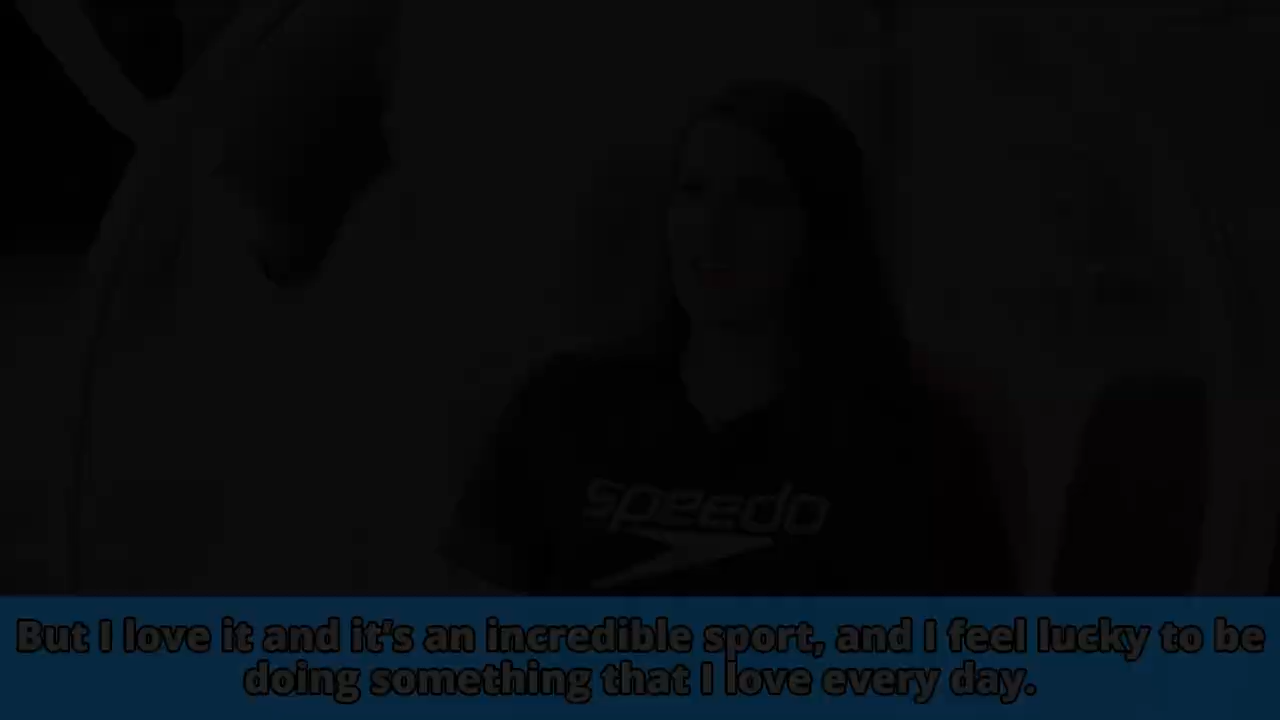 speedo
But I love it and it's an incredible sport, and I feel lucky to be
doing something that I love every day.